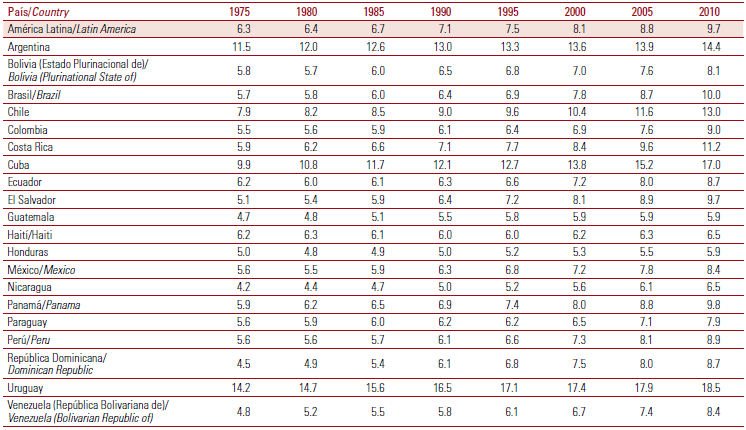 País/Country 1975 1980 1985 1990 1995 2000 2005 2010
América Latina/Latin America 6.3 6.4 6.7 7.1 7.5 8.1 8.8 9.7
Argentina 11.5 12.0 12.6 13.0 13.3 13.6 13.9 14.4
Bolivia (Estado Plurinacional de)/
Bolivia (Plurinational State of) 5.8 5.7 6.0 6.5 6.8 7.0 7.6 8.1
Brasil/Brazil 5.7 5.8 6.0 6.4 6.9 7.8 8.7 10.0
Chile 7.9 8.2 8.5 9.0 9.6 10.4 11.6 13.0
Colombia 5.5 5.6 5.9 6.1 6.4 6.9 7.6 9.0
Costa Rica 5.9 6.2 6.6 7.1 7.7 8.4 9.6 11.2
Cuba 9.9 10.8 11.7 12.1 12.7 13.8 15.2 17.0
Ecuador 6.2 6.0 6.1 6.3 6.6 7.2 8.0 8.7
El Salvador 5.1 5.4 5.9 6.4 7.2 8.1 8.9 9.7
Guatemala 4.7 4.8 5.1 5.5 5.8 5.9 5.9 5.9
Haití/Haiti 6.2 6.3 6.1 6.0 6.0 6.2 6.3 6.5
Honduras 5.0 4.8 4.9 5.0 5.2 5.3 5.5 5.9
México/Mexico 5.6 5.5 5.9 6.3 6.8 7.2 7.8 8.4
Nicaragua 4.2 4.4 4.7 5.0 5.2 5.6 6.1 6.5
Panamá/Panama 5.9 6.2 6.5 6.9 7.4 8.0 8.8 9.8
Paraguay 5.6 5.9 6.0 6.2 6.2 6.5 7.1 7.9
Perú/Peru 5.6 5.6 5.7 6.1 6.6 7.3 8.1 8.9
República Dominicana/
Dominican Republic 4.5 4.9 5.4 6.1 6.8 7.5 8.0 8.7
Uruguay 14.2 14.7 15.6 16.5 17.1 17.4 17.9 18.5
Venezuela (República Bolivariana de)/
Venezuela (Bolivarian Republic of) 4.8 5.2 5.5 5.8 6.1 6.7 7.4 8.4